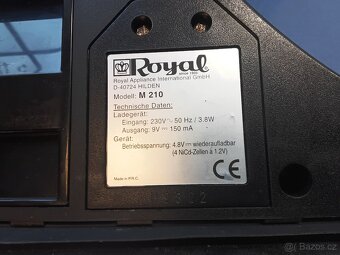 Royal
SINCE 1905
Royal Appliance International GmbH
D-40724 HILDEN
Modell: M 210
Technische Daten:
Ladegerät:
Eingang: 230V ~ 50 Hz / 3.8W
Ausgang: 9V ⎓ 150 mA
Gerät:
Betriebsspannung: 4.8V ⎓ wiederaufladbar
(4 NiCd-Zellen à 1.2V)
Made in P.R.C.
CE
Bazos.cz